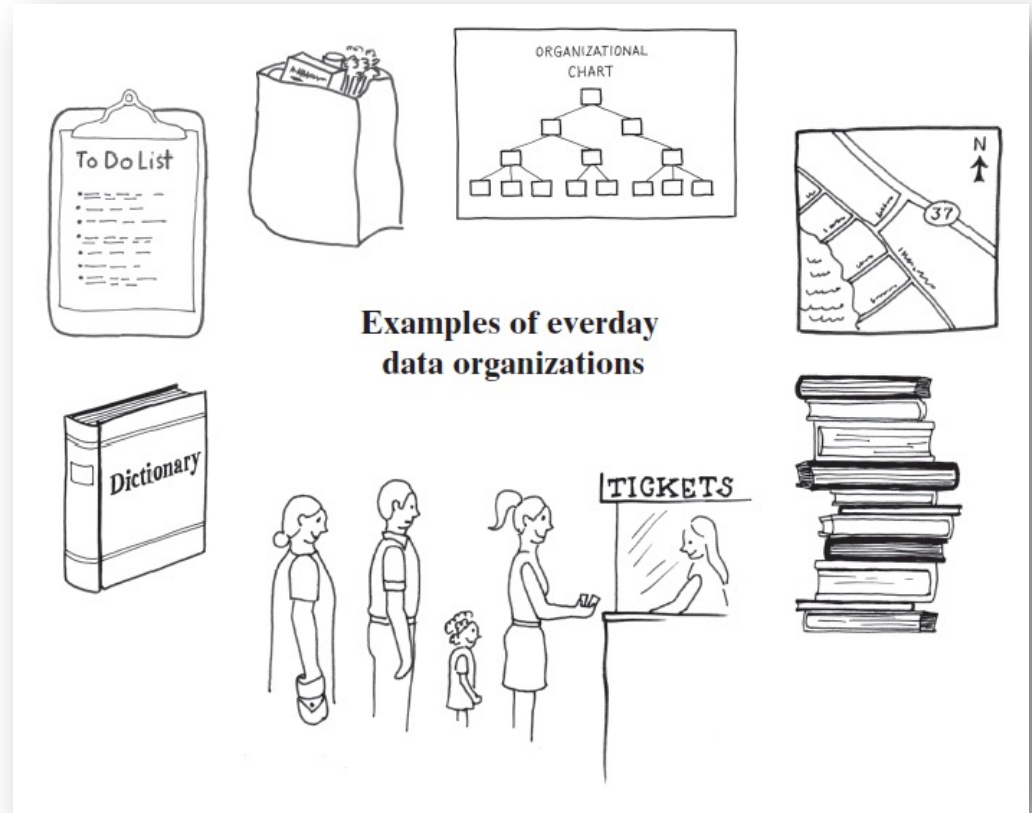 ORGANIZATIONAL
CHART
To Do List
N
37
Examples of everday
data organizations
Dictionary
TICKETS